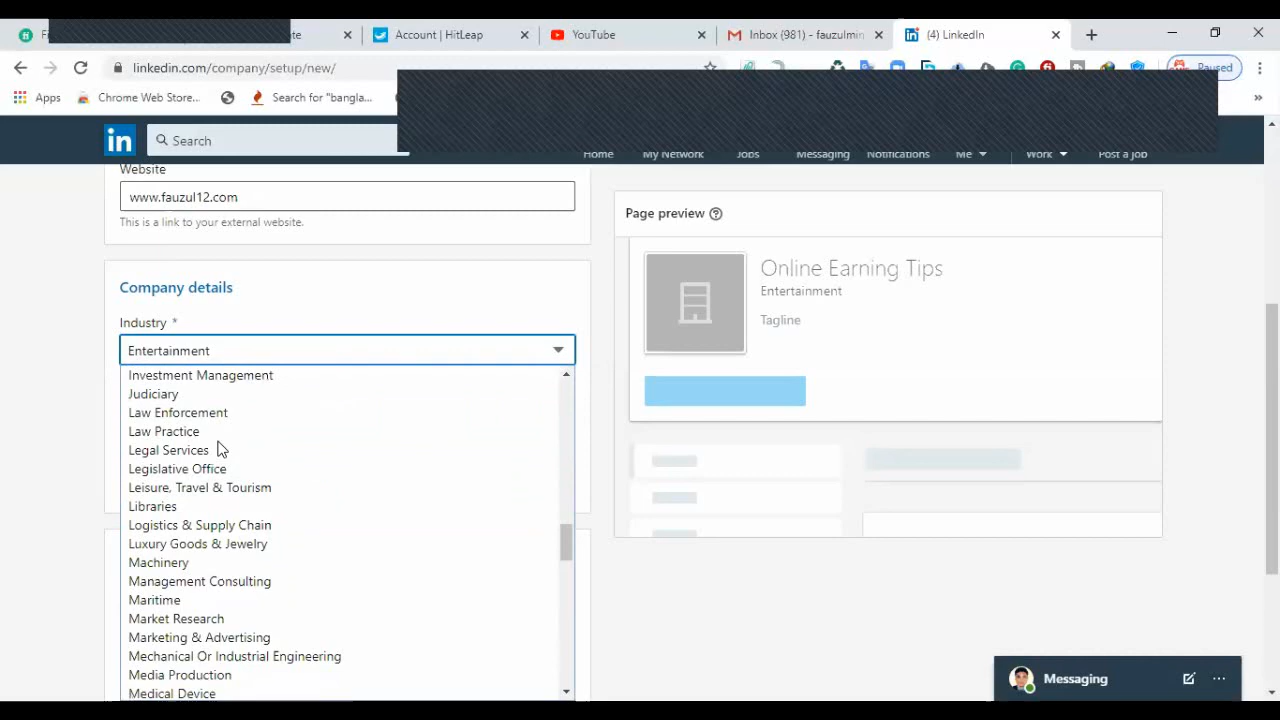 Account | HitLeap
YouTube
Inbox (981) - fauzulmin
(4) LinkedIn
linkedin.com/company/setup/new/
Paused
Apps
Chrome Web Store...
Search for "bangla...
in
Search
Home
My Network
Jobs
Messaging
Notifications
Me
Work
Post a job
Website
www.fauzul12.com
This is a link to your external website.
Company details
Industry *
Entertainment
Investment Management
Judiciary
Law Enforcement
Law Practice
Legal Services
Legislative Office
Leisure, Travel & Tourism
Libraries
Logistics & Supply Chain
Luxury Goods & Jewelry
Machinery
Management Consulting
Maritime
Market Research
Marketing & Advertising
Mechanical Or Industrial Engineering
Media Production
Medical Device
Page preview
Online Earning Tips
Entertainment
Tagline
Messaging